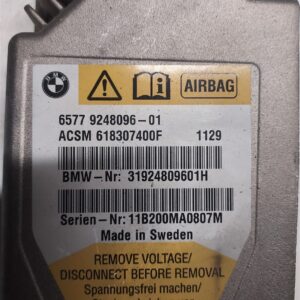 BMW
AIRBAG
6577 9248096-01
ACSM 618307400F 1129
BMW-Nr: 31924809601H
Serien-Nr: 11B200MA0807M
Made in Sweden
REMOVE VOLTAGE/
DISCONNECT BEFORE REMOVAL
Spannungsfrei machen/